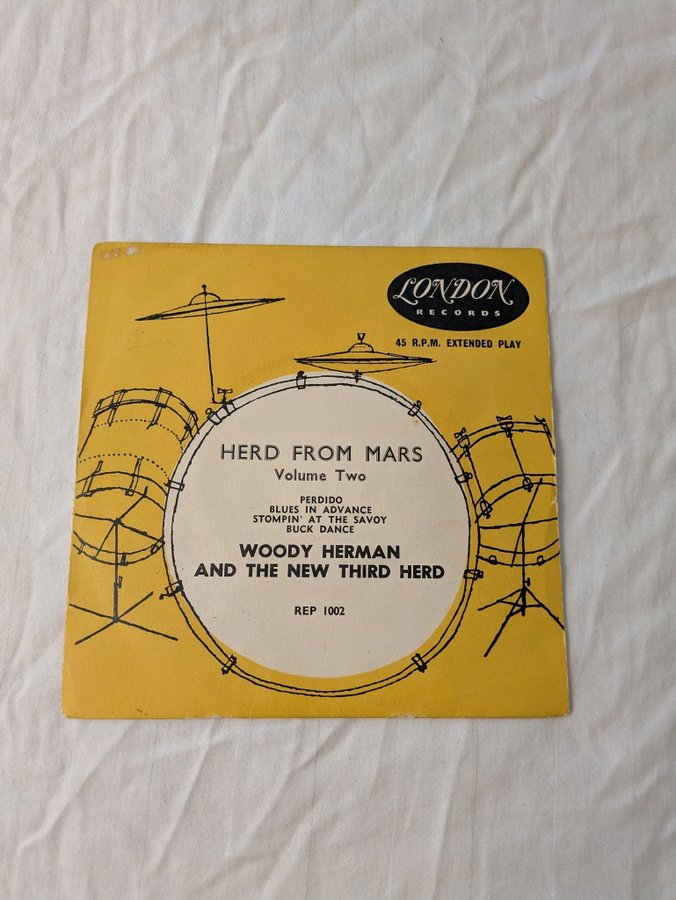 LONDON
RECORDS
45 R.P.M. EXTENDED PLAY
HERD FROM MARS
Volume Two
PERDIDO
BLUES IN ADVANCE
STOMPIN' AT THE SAVOY
BUCK DANCE
WOODY HERMAN
AND THE NEW THIRD HERD
REP 1002